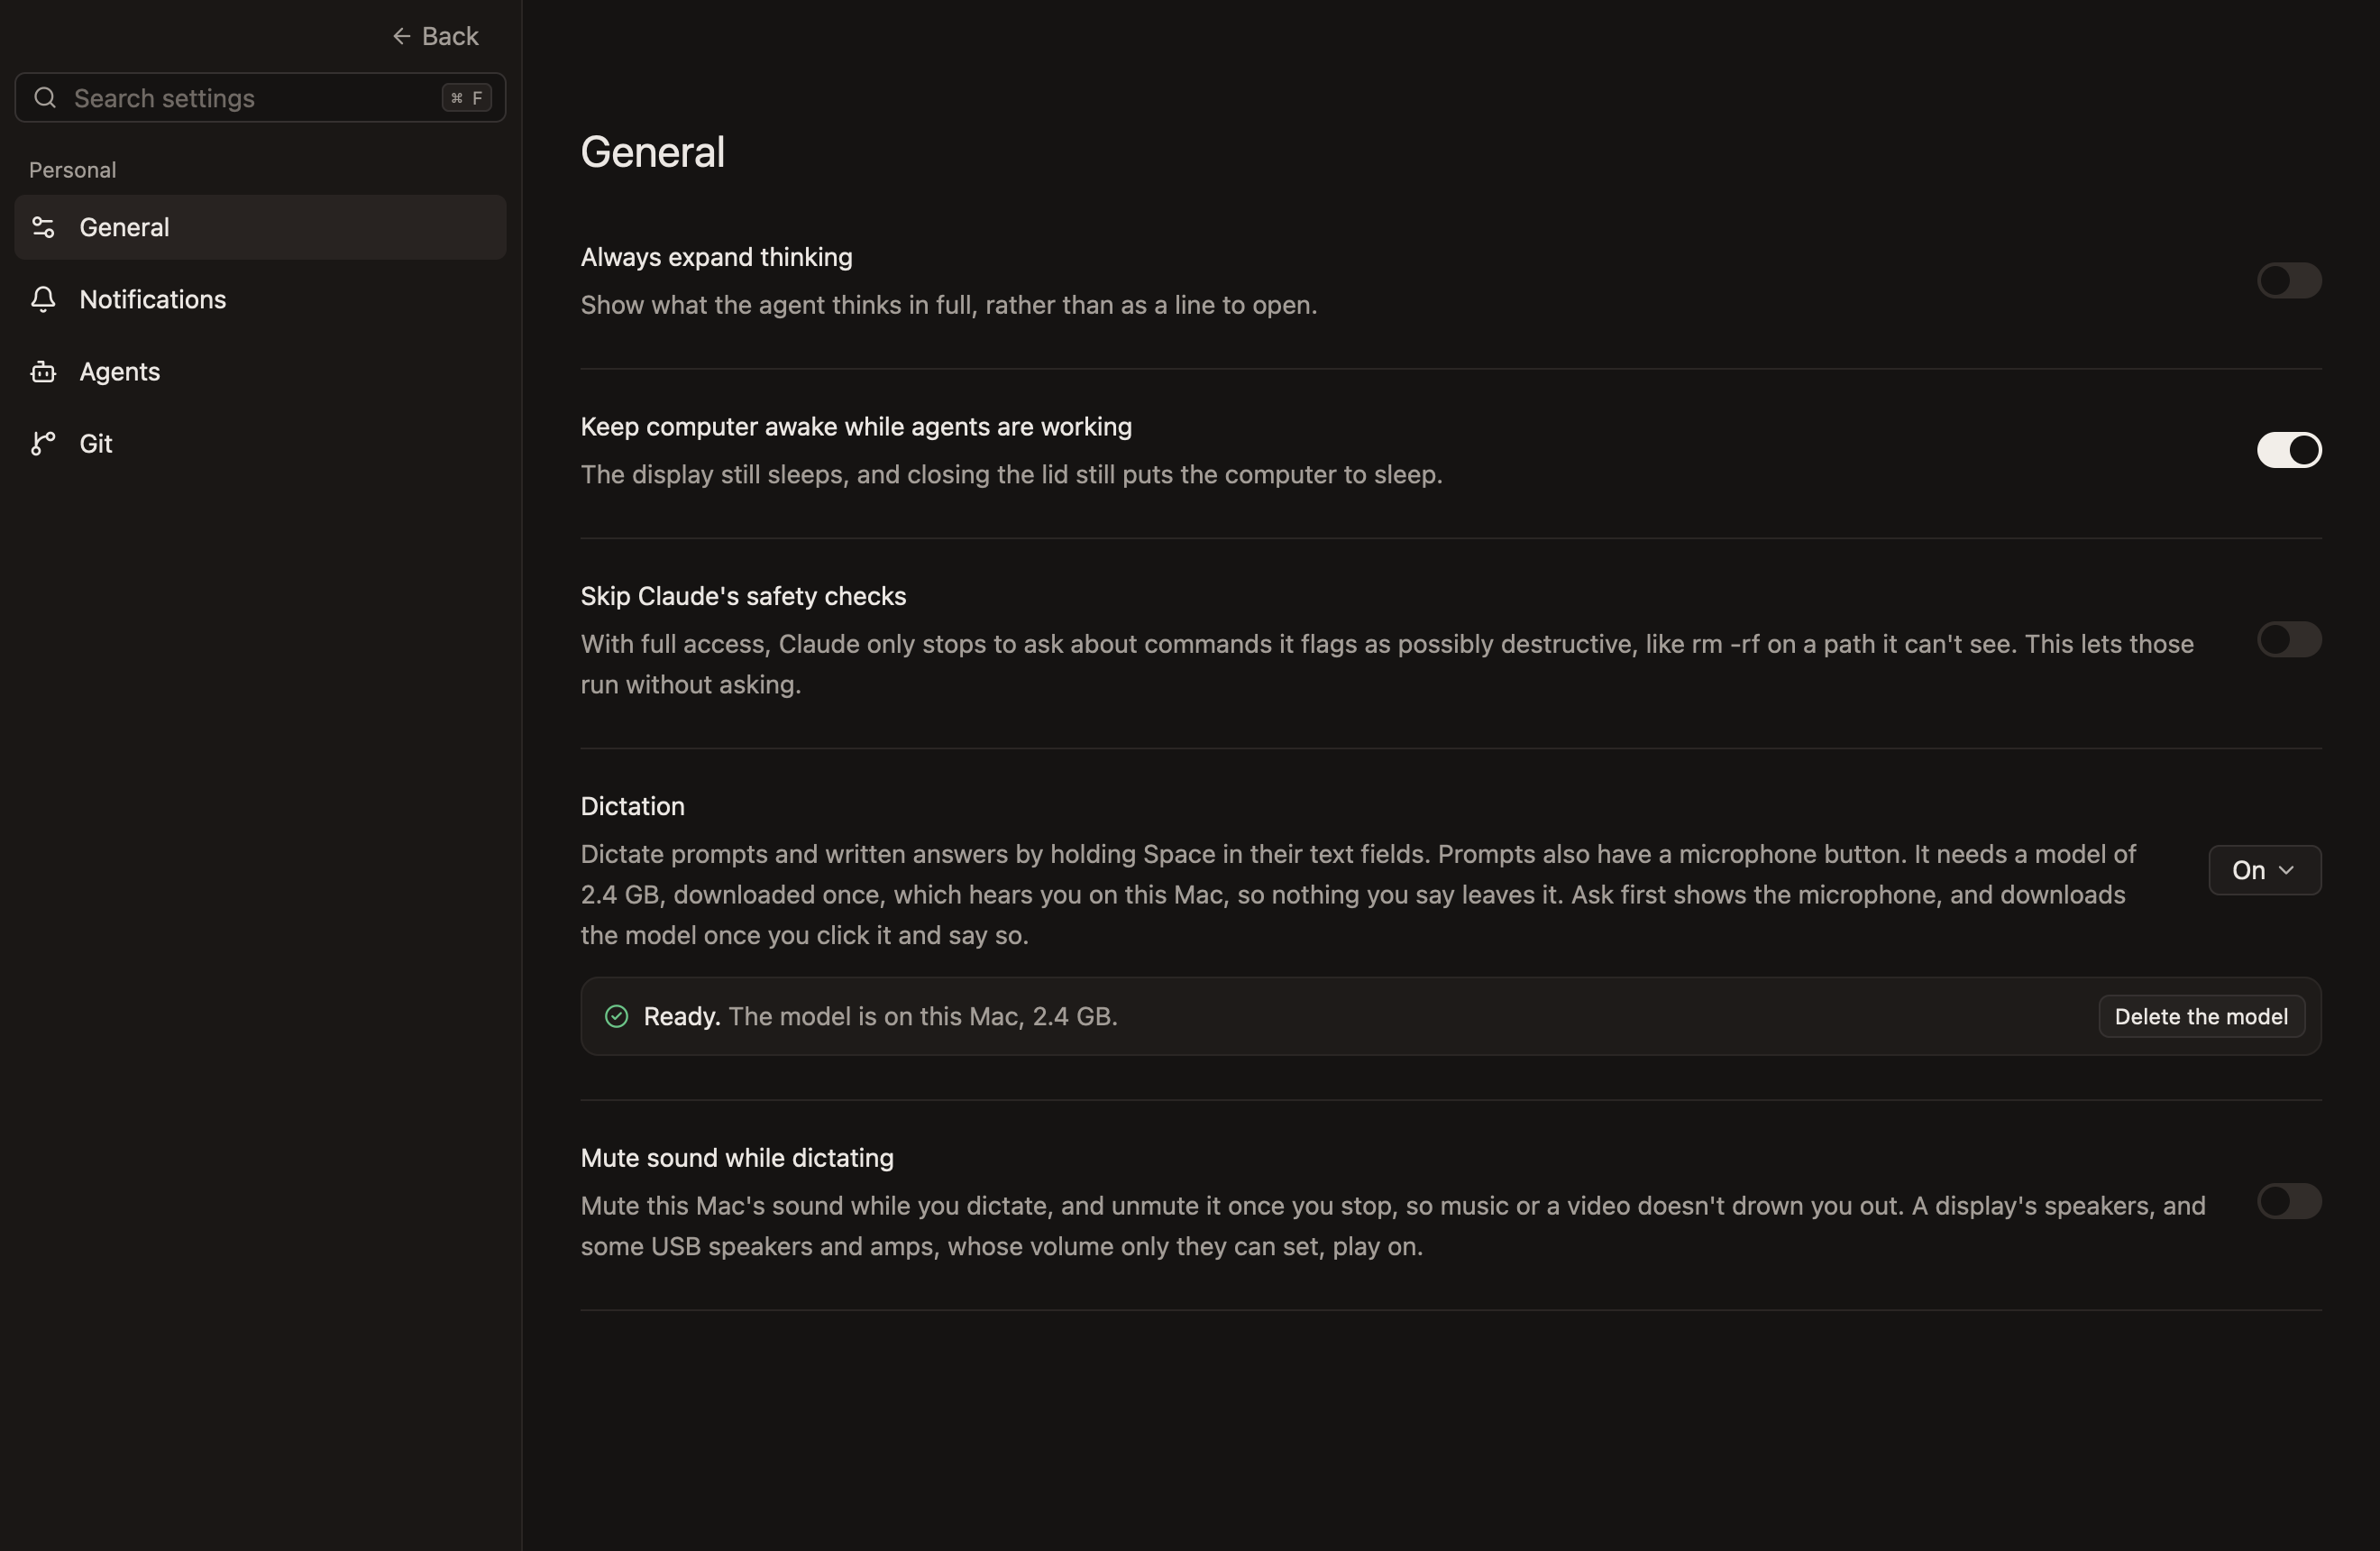 Back
Search settings
⌘ F
Personal
General
Notifications
Agents
Git
General
Always expand thinking
Show what the agent thinks in full, rather than as a line to open.
Keep computer awake while agents are working
The display still sleeps, and closing the lid still puts the computer to sleep.
Skip Claude's safety checks
With full access, Claude only stops to ask about commands it flags as possibly destructive, like rm -rf on a path it can't see. This lets those
run without asking.
Dictation
Dictate prompts and written answers by holding Space in their text fields. Prompts also have a microphone button. It needs a model of
2.4 GB, downloaded once, which hears you on this Mac, so nothing you say leaves it. Ask first shows the microphone, and downloads
the model once you click it and say so.
On
Ready. The model is on this Mac, 2.4 GB.
Delete the model
Mute sound while dictating
Mute this Mac's sound while you dictate, and unmute it once you stop, so music or a video doesn't drown you out. A display's speakers, and
some USB speakers and amps, whose volume only they can set, play on.